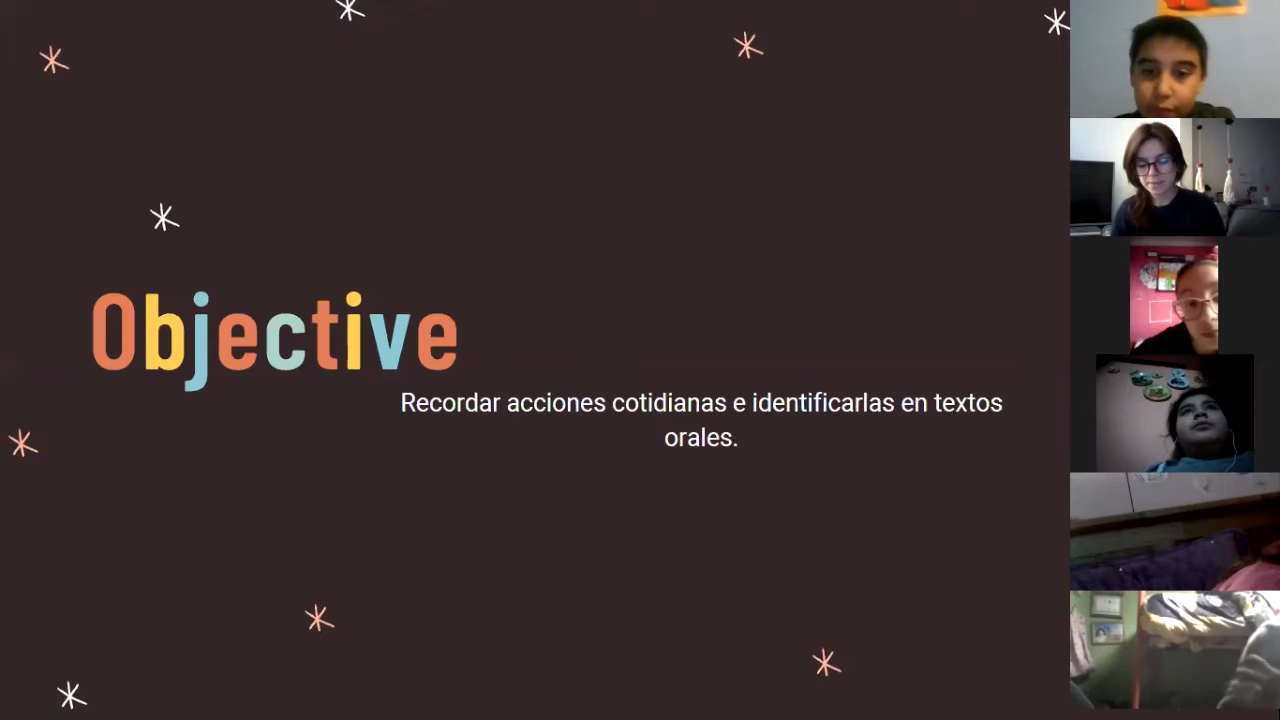 Objective
Recordar acciones cotidianas e identificarlas en textos
orales.